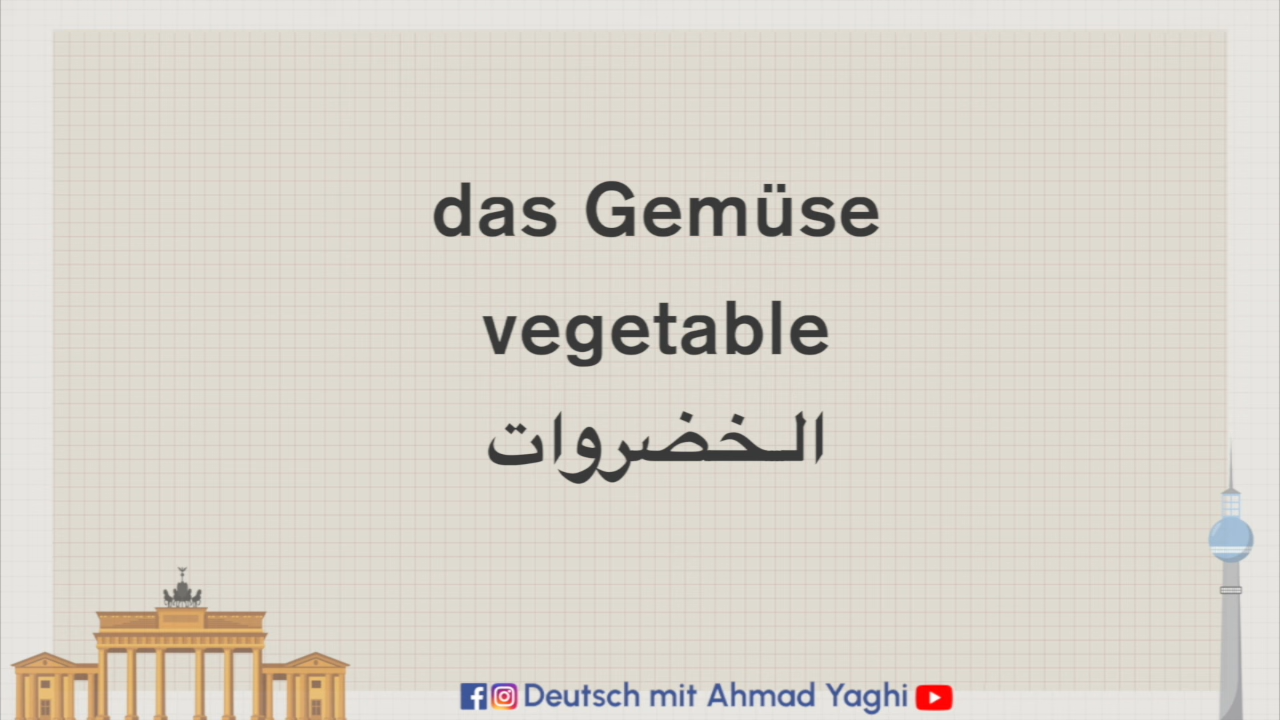 das Gemüse
vegetable
الخضروات
Deutsch mit Ahmad Yaghi